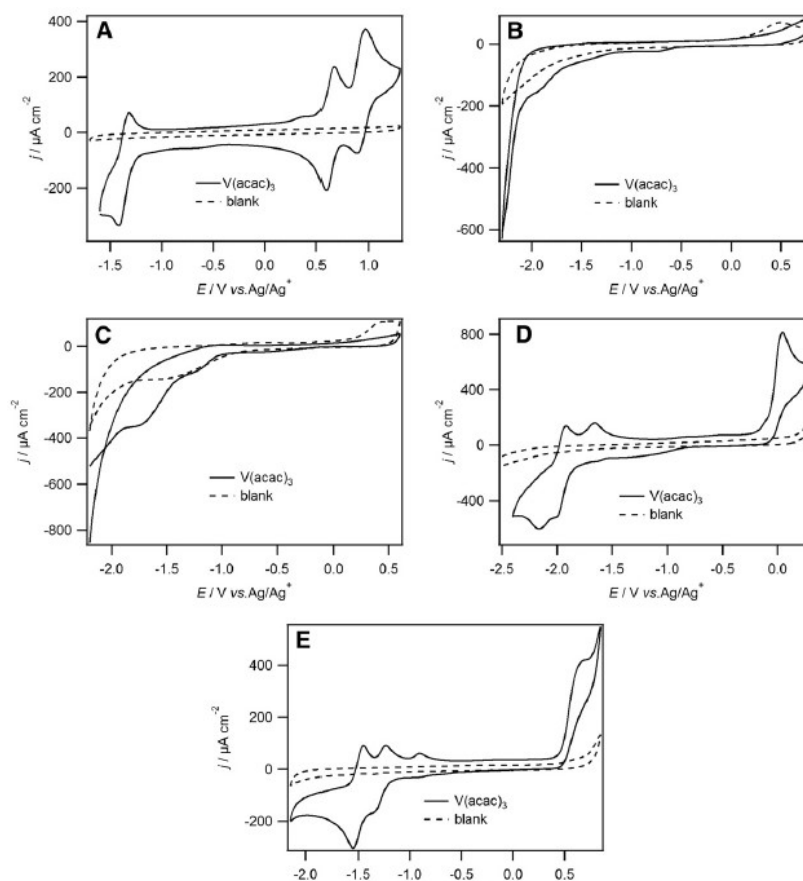 A
400
200
0
-200
j / µA cm⁻²
V(acac)₃
blank
-1.5 -1.0 -0.5 0.0 0.5 1.0
E / V vs.Ag/Ag⁺
B
0
-200
-400
-600
j / µA cm⁻²
V(acac)₃
blank
-2.0 -1.5 -1.0 -0.5 0.0 0.5
E / V vs.Ag/Ag⁺
C
0
-200
-400
-600
-800
j / µA cm⁻²
V(acac)₃
blank
-2.0 -1.5 -1.0 -0.5 0.0 0.5
E / V vs.Ag/Ag⁺
D
800
400
0
-400
j / µA cm⁻²
V(acac)₃
blank
-2.5 -2.0 -1.5 -1.0 -0.5 0.0
E / V vs.Ag/Ag⁺
E
400
200
0
-200
j / µA cm⁻²
V(acac)₃
blank
-2.0 -1.5 -1.0 -0.5 0.0 0.5